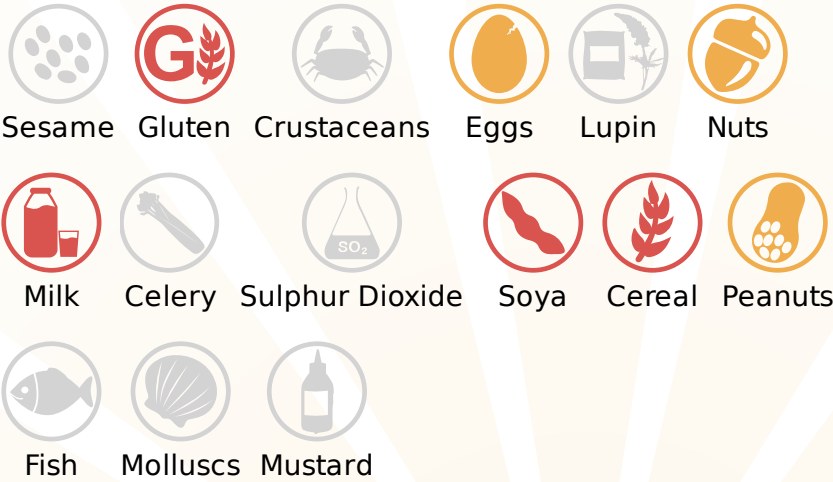 G
Sesame Gluten Crustaceans Eggs Lupin Nuts
SO₂
Milk Celery Sulphur Dioxide Soya Cereal Peanuts
Fish Molluscs Mustard